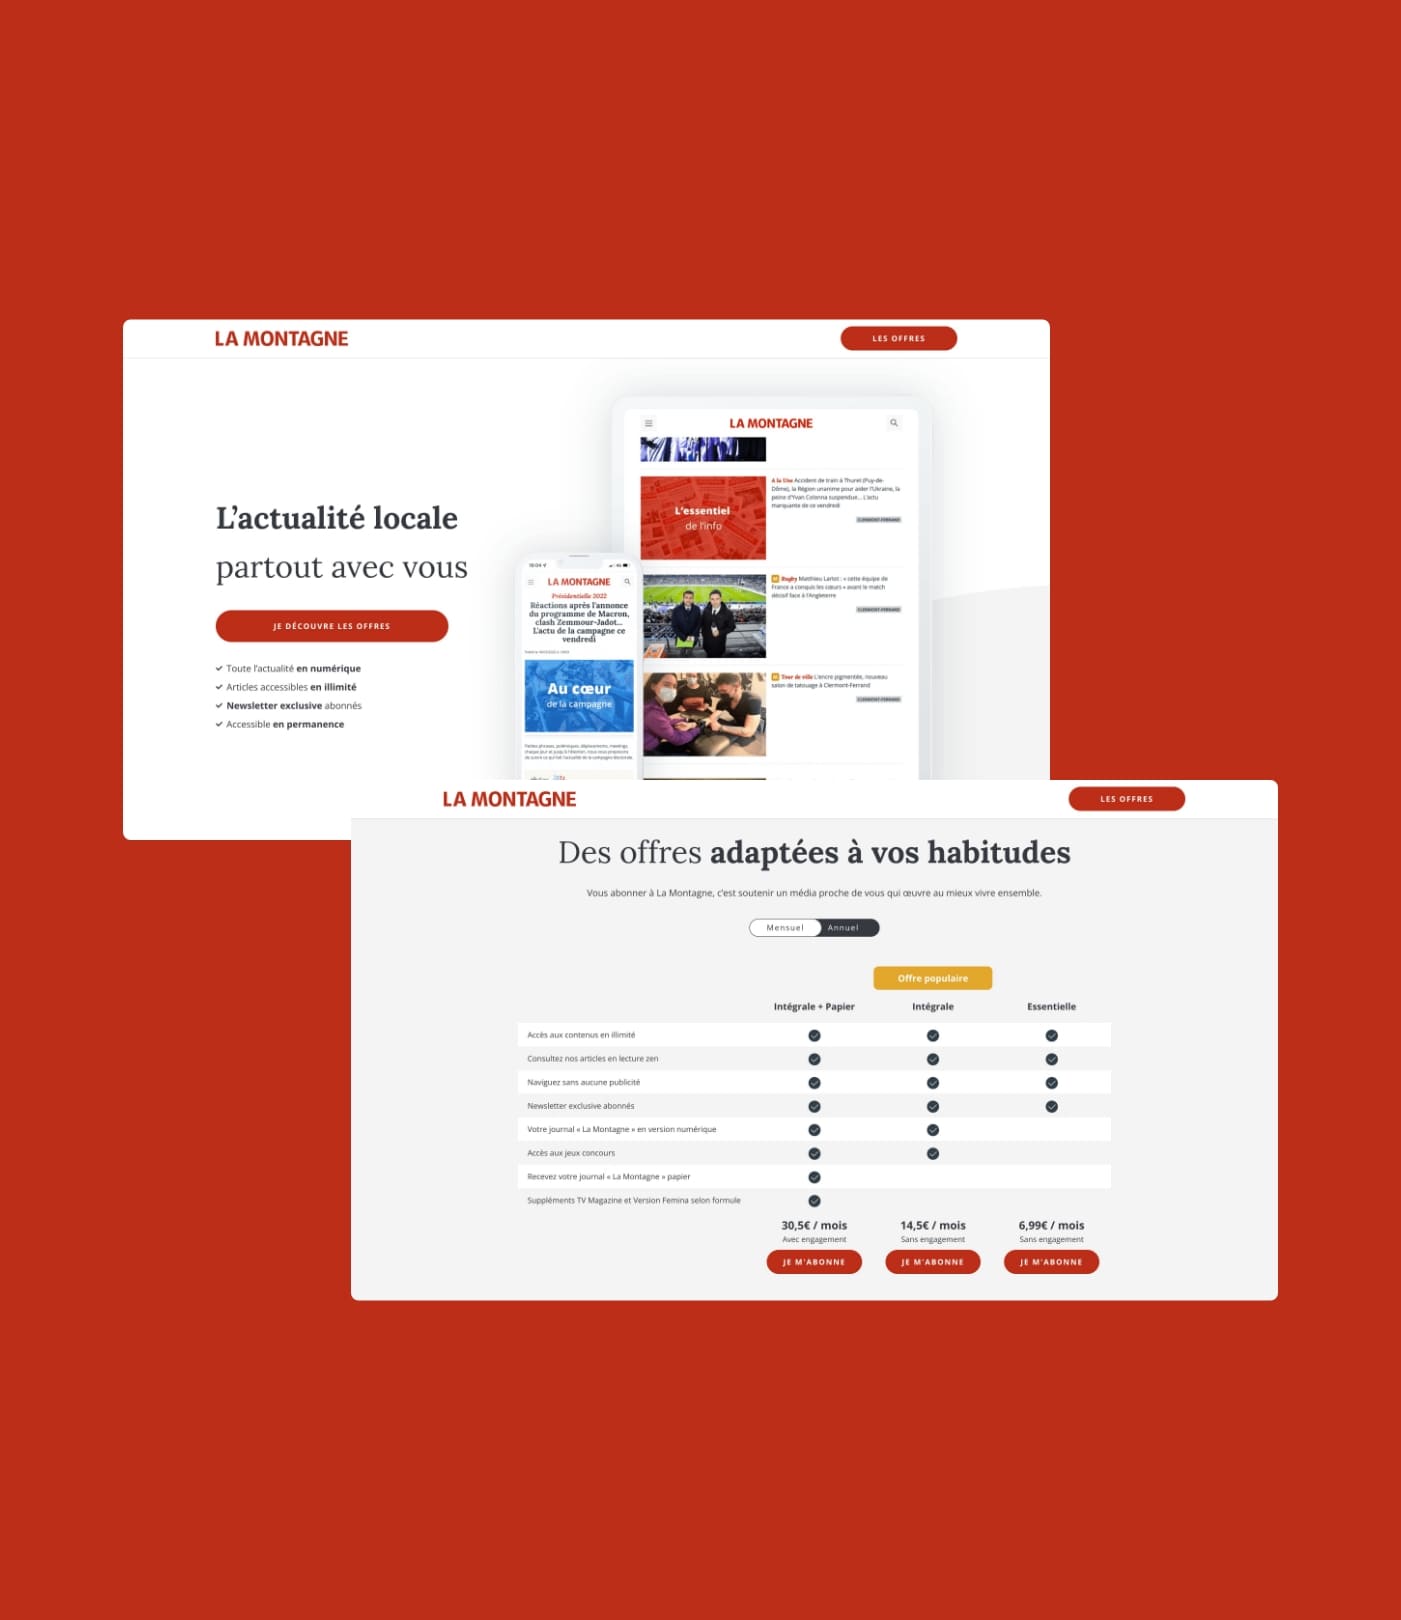 LA MONTAGNE
LES OFFRES
L'actualité locale
partout avec vous
JE DÉCOUVRE LES OFFRES
Toute l'actualité en numérique
Articles accessibles en illimité
Newsletter exclusive abonnés
Accessible en permanence
LA MONTAGNE
Présidentielle 2022
Réactions après l'annonce
du programme de Macron,
clash Zemmour-Jadot...
L'actu de la campagne ce
vendredi
Au cœur
de la campagne
LA MONTAGNE
L'essentiel
de l'info
A la Une Accident de train à Thuret (Puy-de-
Dôme), la Région unanime pour aider l'Ukraine, la
peine d'Yvan Colonna suspendue... L'actu
marquante de ce vendredi
CLERMONT-FERRAND
Rugby Matthieu Lartot : « cette équipe de
France a conquis les cœurs » avant le match
décisif face à l'Angleterre
CLERMONT-FERRAND
Tour de ville L'encre pigmentée, nouveau
salon de tatouage à Clermont-Ferrand
CLERMONT-FERRAND
LA MONTAGNE
LES OFFRES
Des offres adaptées à vos habitudes
Vous abonner à La Montagne, c'est soutenir un média proche de vous qui œuvre au mieux vivre ensemble.
Mensuel Annuel
Offre populaire
Intégrale + Papier Intégrale Essentielle
Accès aux contenus en illimité
Consultez nos articles en lecture zen
Naviguez sans aucune publicité
Newsletter exclusive abonnés
Votre journal « La Montagne » en version numérique
Accès aux jeux concours
Recevez votre journal « La Montagne » papier
Suppléments TV Magazine et Version Femina selon formule
30,5€ / mois 14,5€ / mois 6,99€ / mois
Avec engagement Sans engagement Sans engagement
JE M'ABONNE JE M'ABONNE JE M'ABONNE